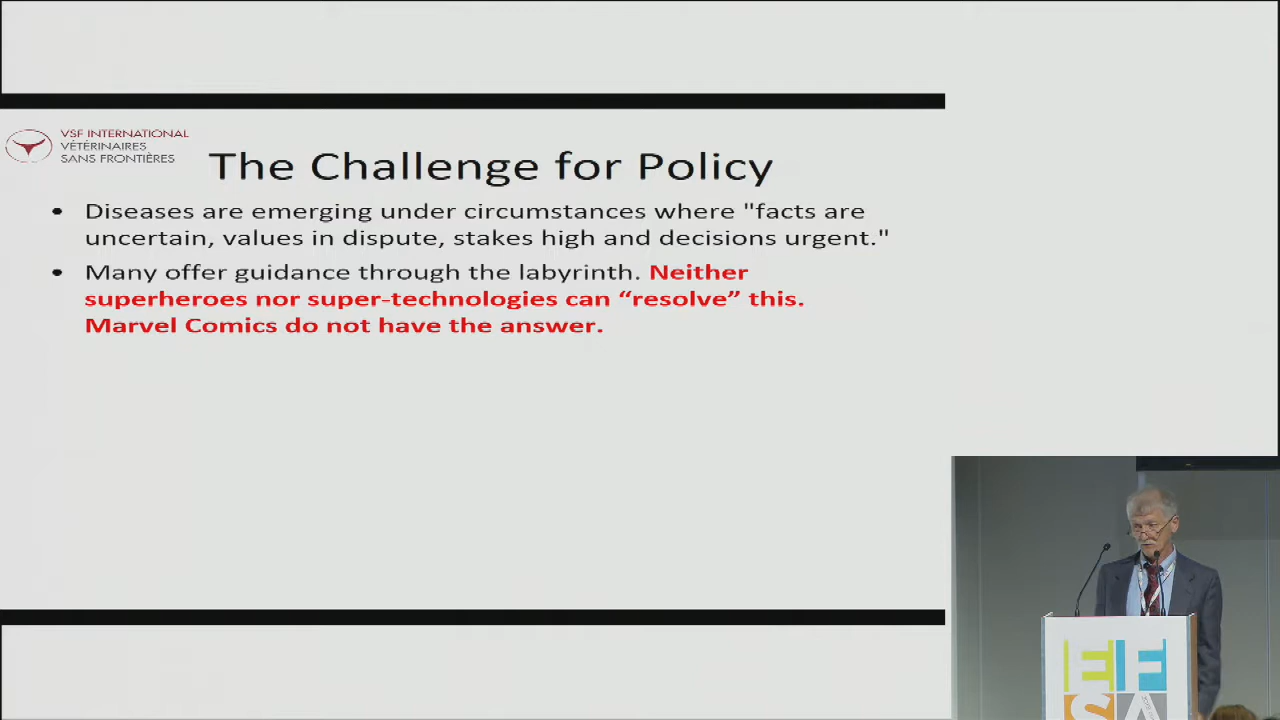 VSF INTERNATIONAL
VÉTÉRINAIRES
SANS FRONTIÈRES
The Challenge for Policy
• Diseases are emerging under circumstances where "facts are
uncertain, values in dispute, stakes high and decisions urgent."
• Many offer guidance through the labyrinth. Neither
superheroes nor super-technologies can “resolve” this.
Marvel Comics do not have the answer.
EF
SA